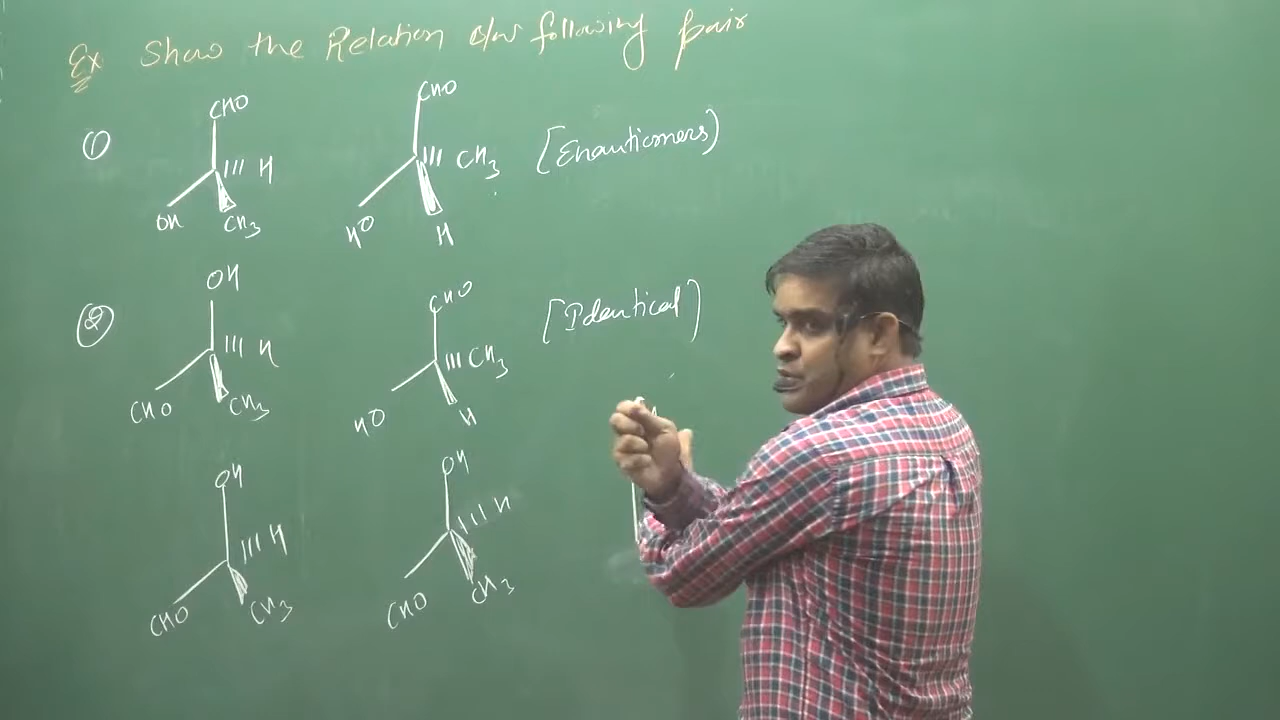 Ex Show the Relation b/w following pair
① CHO CHO [Enantiomers)
H CH3
OH CH3 HO H
② OH CHO [Identical)
H CH3
CHO CH3 HO H
OH OH
H H
CHO CH3 CHO CH3